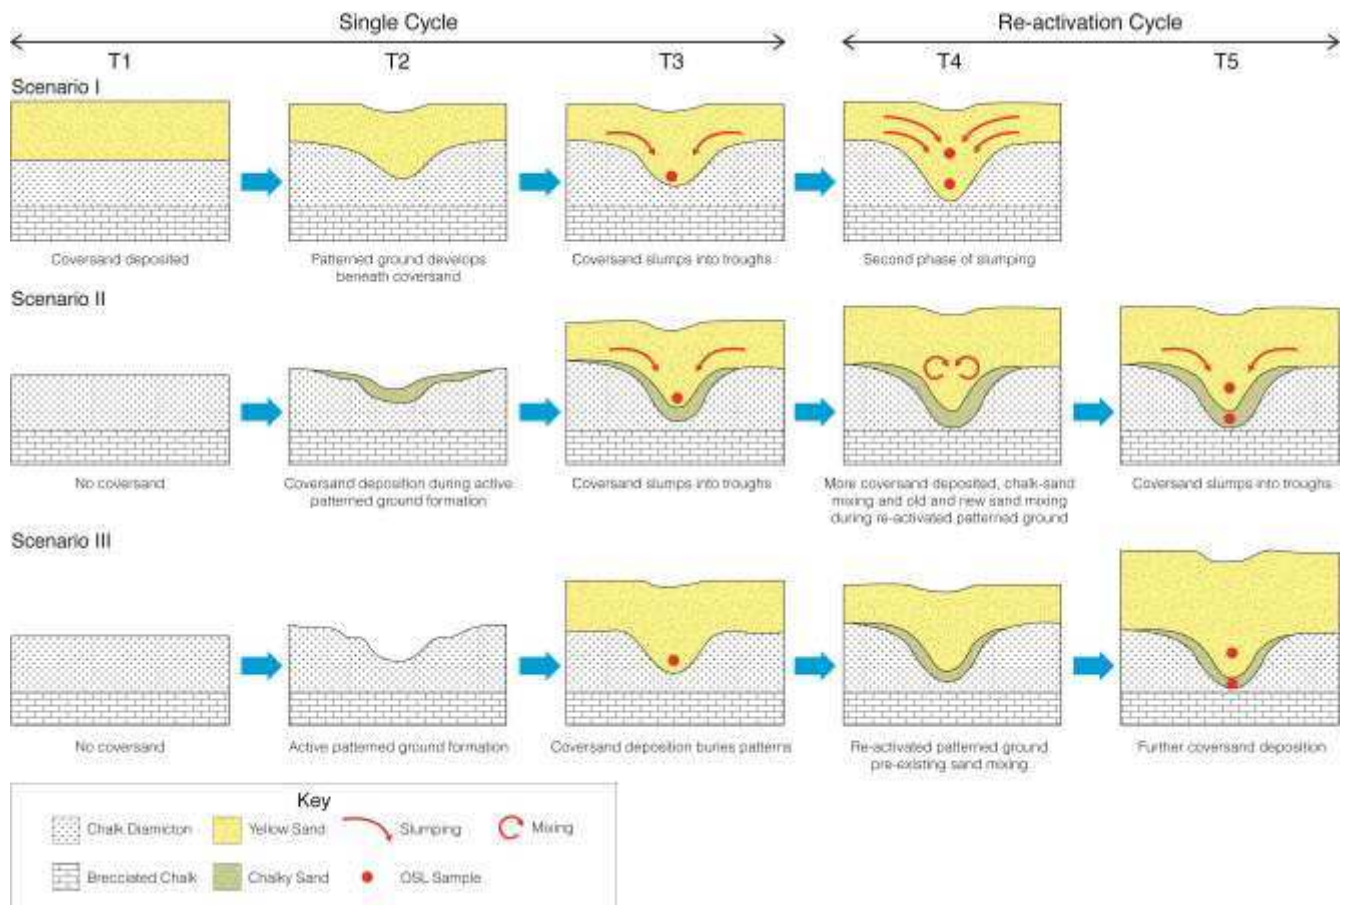 Single Cycle
Re-activation Cycle
T1
T2
T3
T4
T5
Scenario I
Coversand deposited
Patterned ground develops
beneath coversand
Coversand slumps into troughs
Second phase of slumping
Scenario II
No coversand
Coversand deposition during active
patterned ground formation
Coversand slumps into troughs
More coversand deposited, chalk-sand
mixing and old and new sand mixing
during re-activated patterned ground
Coversand slumps into troughs
Scenario III
No coversand
Active patterned ground formation
Coversand deposition buries patterns
Re-activated patterned ground
pre-existing sand mixing
Further coversand deposition
Key
Chalk Diamicton
Yellow Sand
Slumping
Mixing
Brecciated Chalk
Chalky Sand
OSL Sample